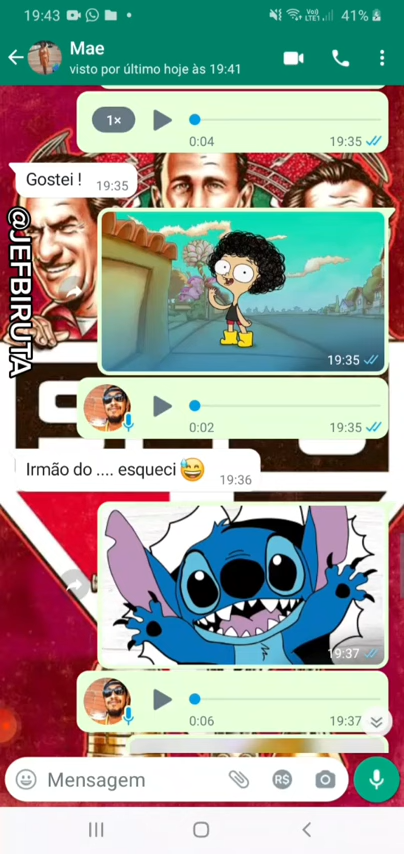 19:43
Vo))
LTE1
41%
Mae
visto por último hoje às 19:41
1×
0:04
19:35
Gostei !
19:35
@JEFBIRUTA
19:35
0:02
19:35
Irmão do .... esqueci 😅
19:36
19:37
0:06
19:37
Mensagem
R$